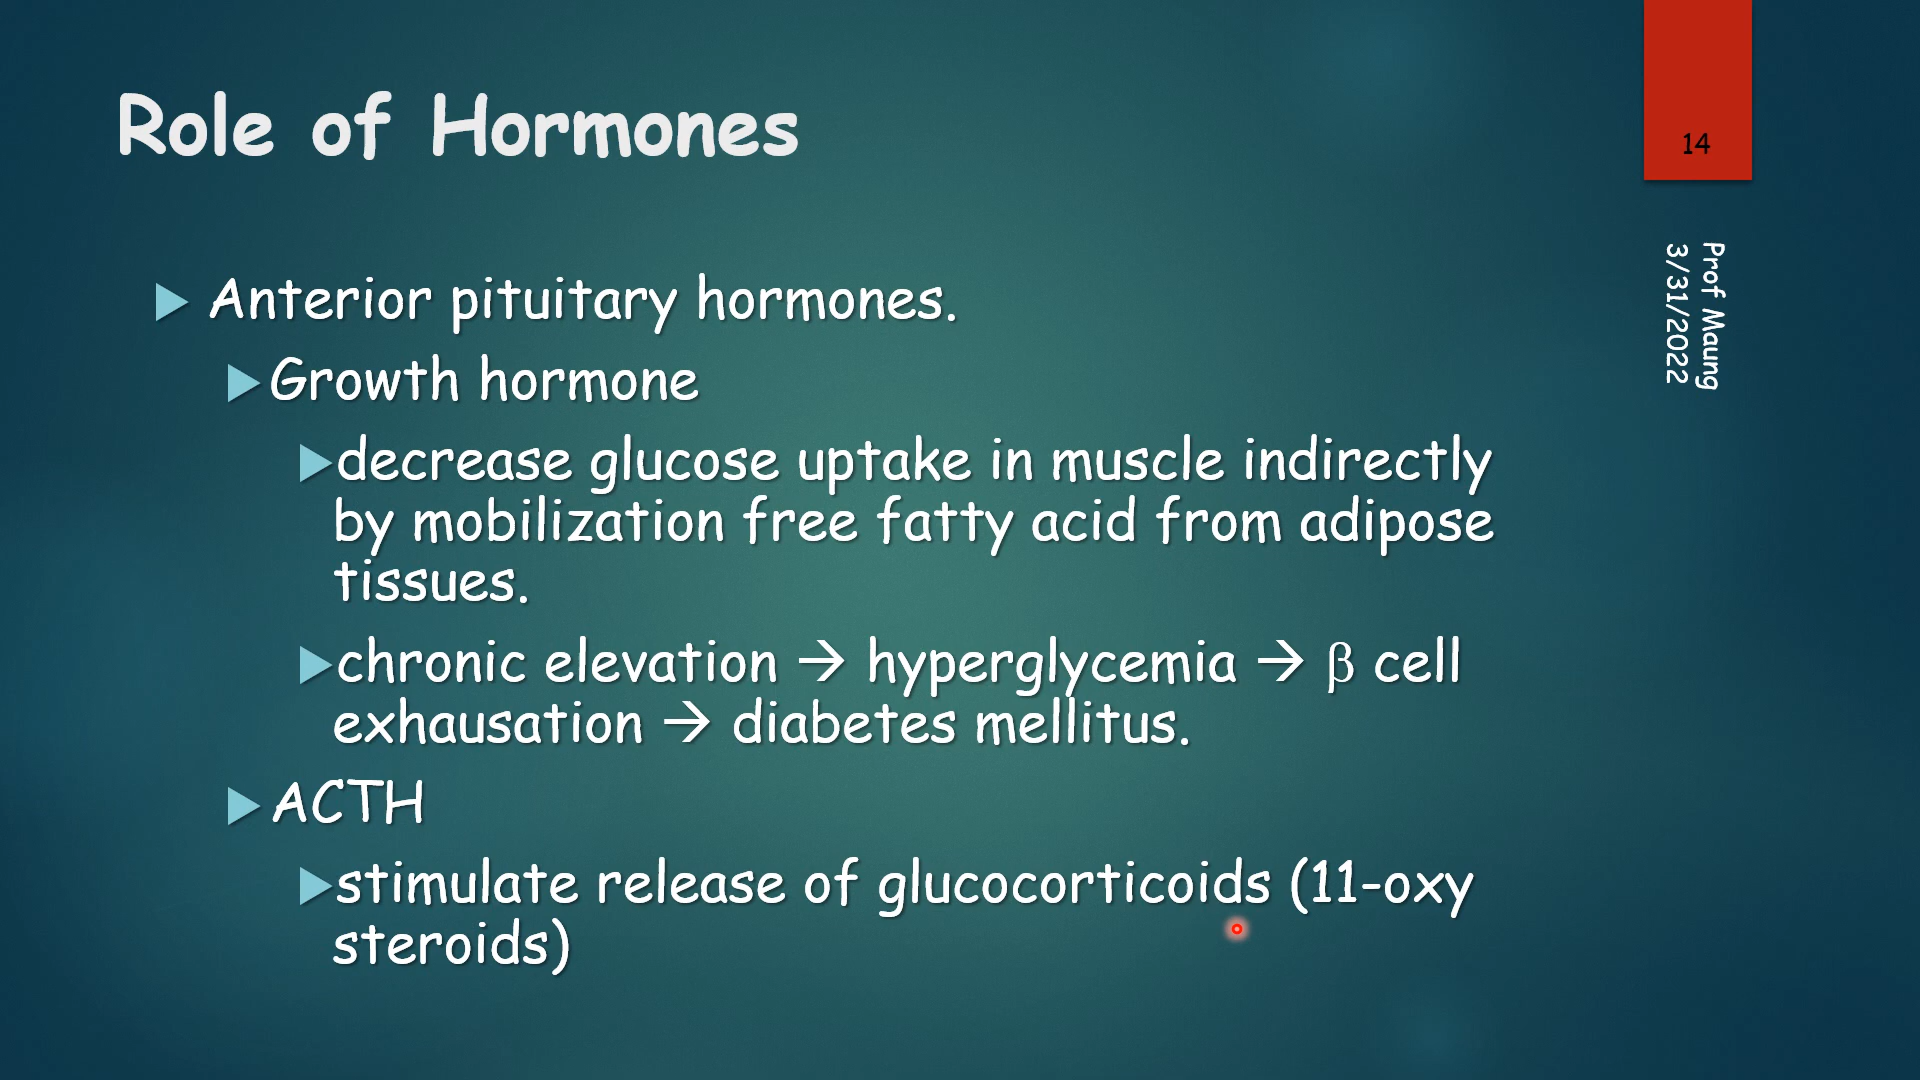 Role of Hormones
14
Prof Maung
3/31/2022
Anterior pituitary hormones.
Growth hormone
decrease glucose uptake in muscle indirectly
by mobilization free fatty acid from adipose
tissues.
chronic elevation → hyperglycemia → β cell
exhausation → diabetes mellitus.
ACTH
stimulate release of glucocorticoids (11-oxy
steroids)